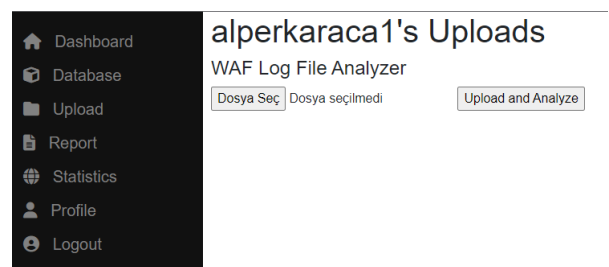 Dashboard
Database
Upload
Report
Statistics
Profile
Logout
alperkaraca1's Uploads
WAF Log File Analyzer
Dosya Seç Dosya seçilmedi Upload and Analyze